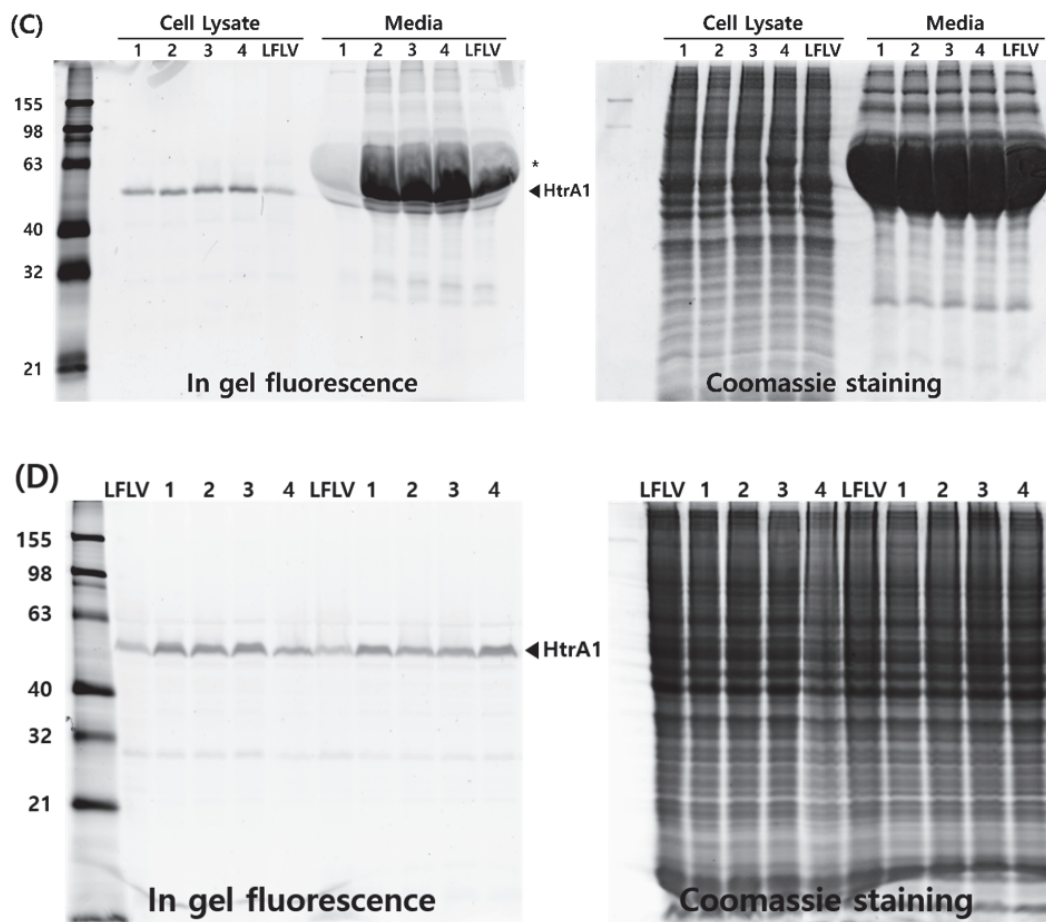 (C)
Cell Lysate Media
1 2 3 4 LFLV 1 2 3 4 LFLV
155
98
63
40
32
21
*
◄HtrA1
In gel fluorescence
Cell Lysate Media
1 2 3 4 LFLV 1 2 3 4 LFLV
Coomassie staining
(D)
LFLV 1 2 3 4 LFLV 1 2 3 4
155
98
63
40
32
21
◄HtrA1
In gel fluorescence
LFLV 1 2 3 4 LFLV 1 2 3 4
Coomassie staining